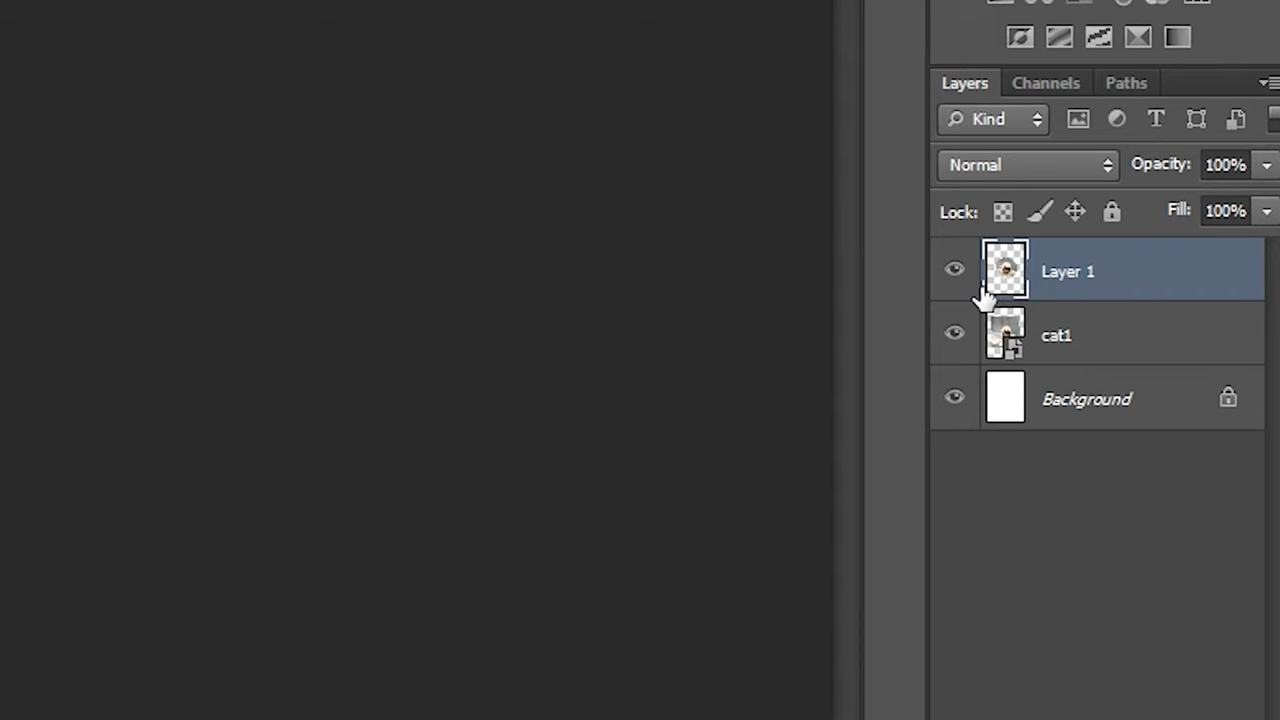 Layers Channels Paths
Kind T
Normal Opacity: 100%
Lock: Fill: 100%
Layer 1
cat1
Background